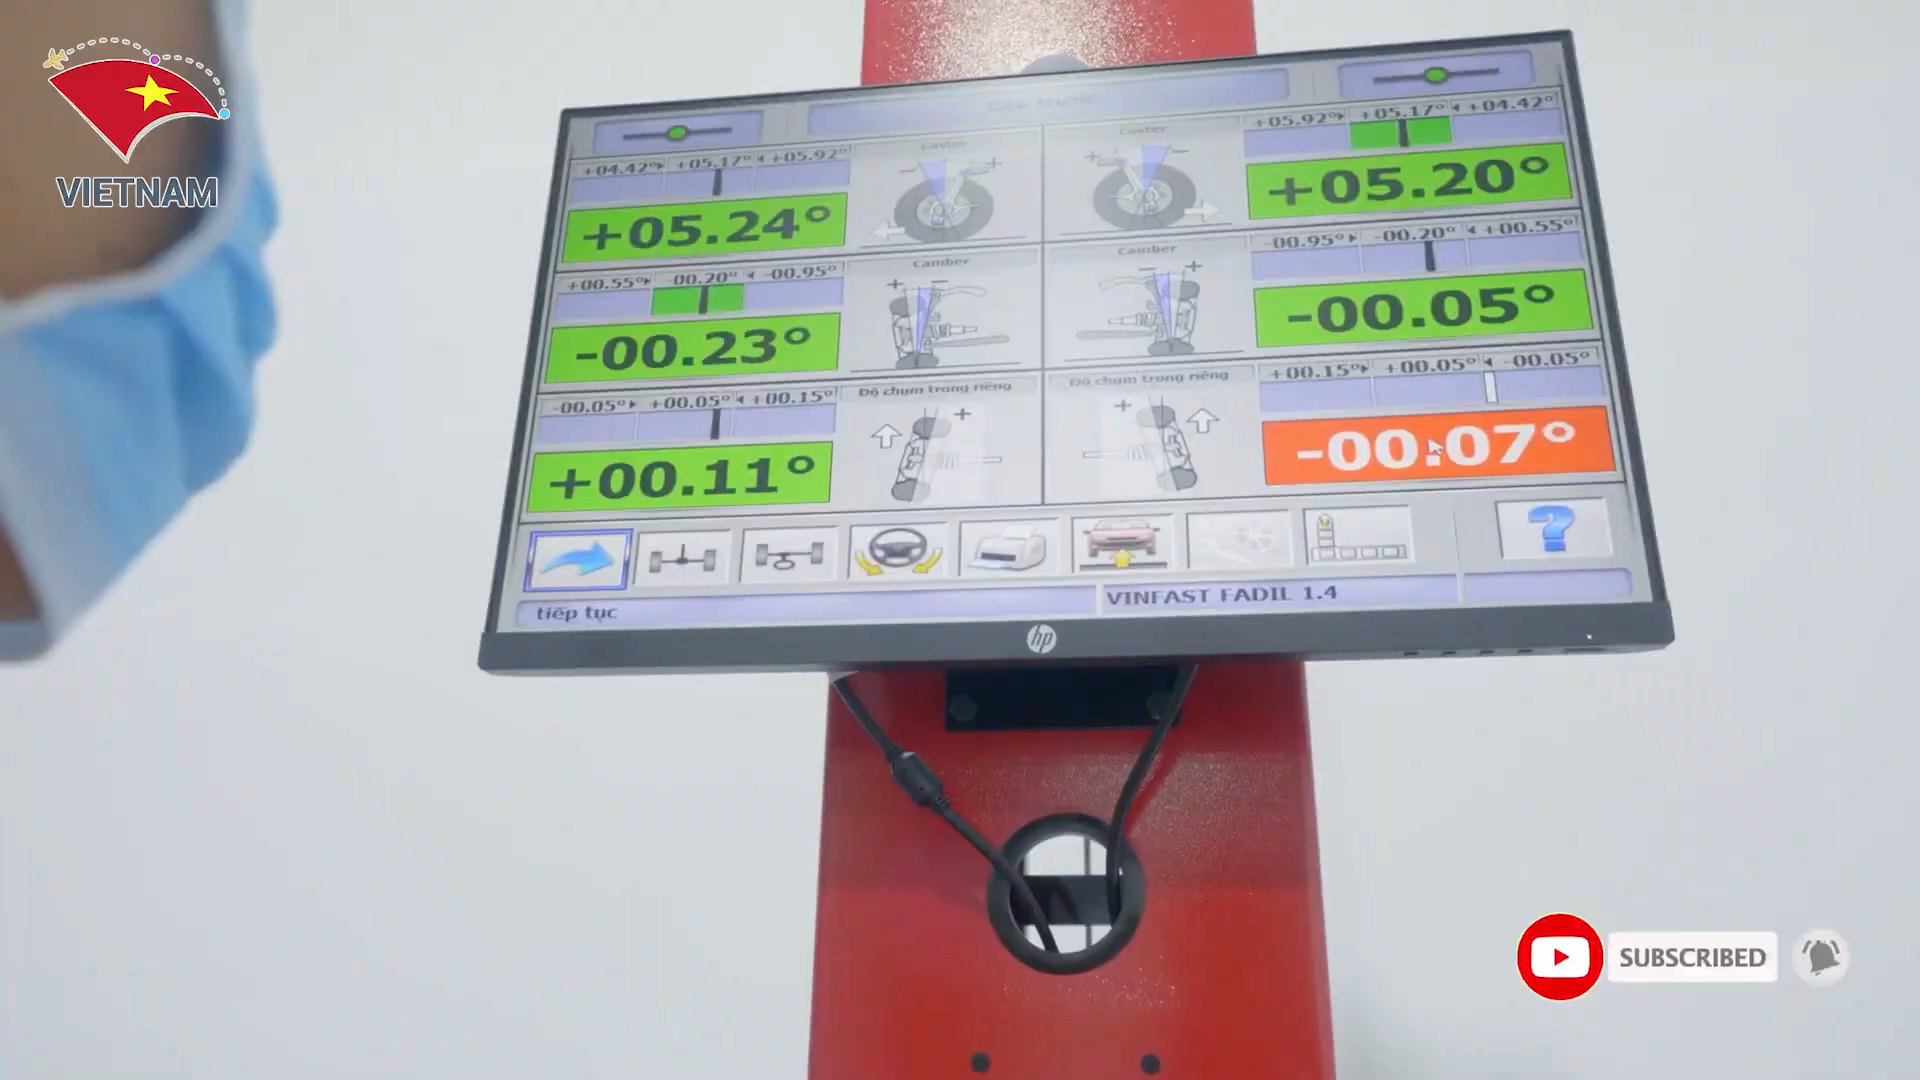 VIETNAM
+04.42° +05.17° +05.92°
+05.24°
Caster
Caster
+05.92° +05.17° +04.42°
+05.20°
+00.55° -00.20° -00.95°
-00.23°
Camber
Camber
-00.95° -00.20° +00.55°
-00.05°
-00.05° +00.05° +00.15°
+00.11°
Độ chụm trong riêng
Độ chụm trong riêng
+00.15° +00.05° -00.05°
-00.07°
?
tiếp tục
VINFAST FADIL 1.4
hp
SUBSCRIBED